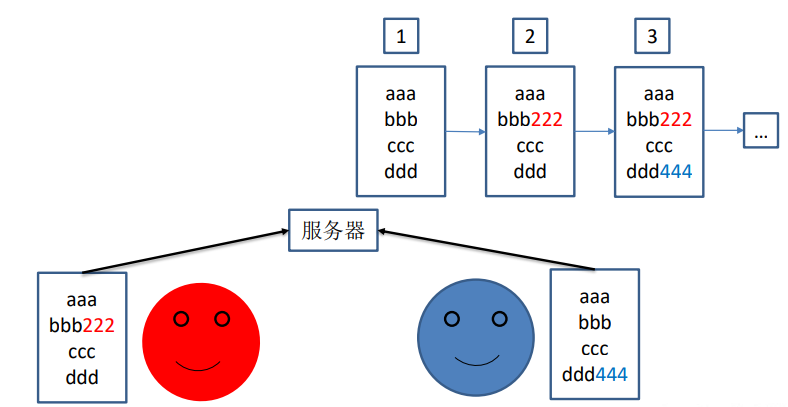 1
2
3
aaa
bbb
ccc
ddd
aaa
bbb222
ccc
ddd
aaa
bbb222
ccc
ddd444
...
服务器
aaa
bbb222
ccc
ddd
aaa
bbb
ccc
ddd444